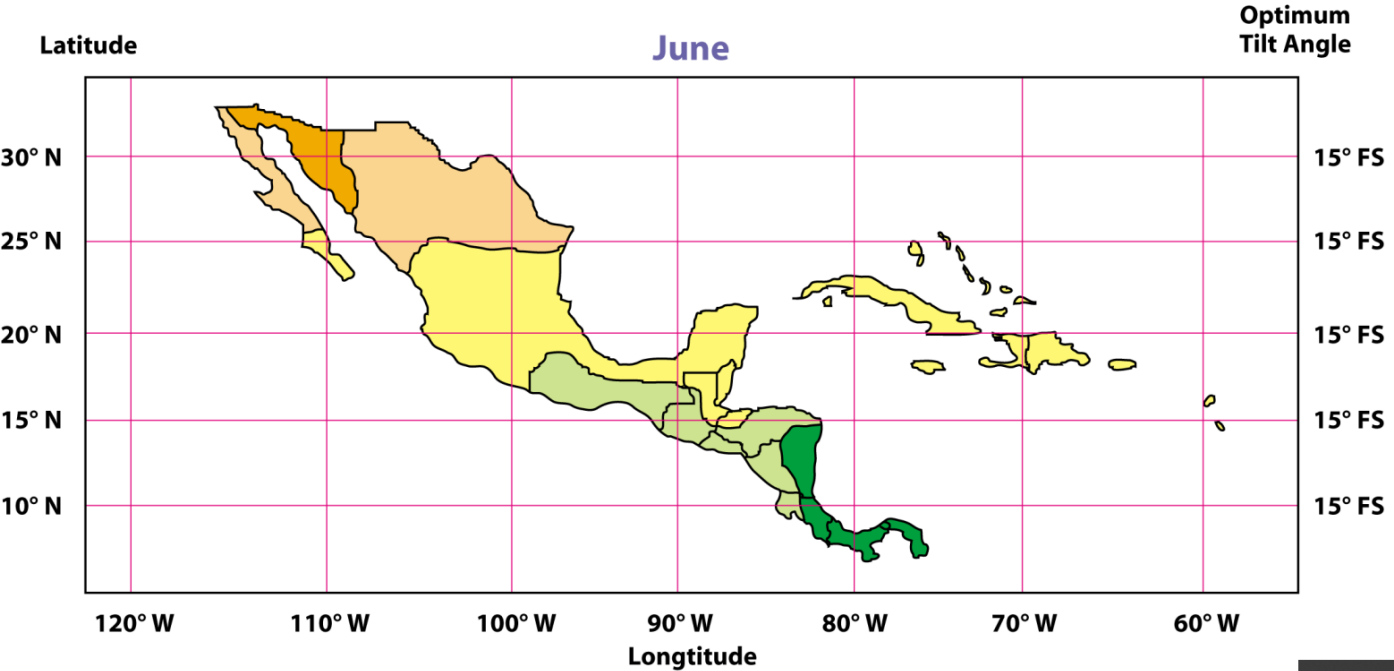 Optimum
Latitude June Tilt Angle
30° N 15° FS
25° N 15° FS
20° N 15° FS
15° N 15° FS
10° N 15° FS
120° W 110° W 100° W 90° W 80° W 70° W 60° W
Longtitude